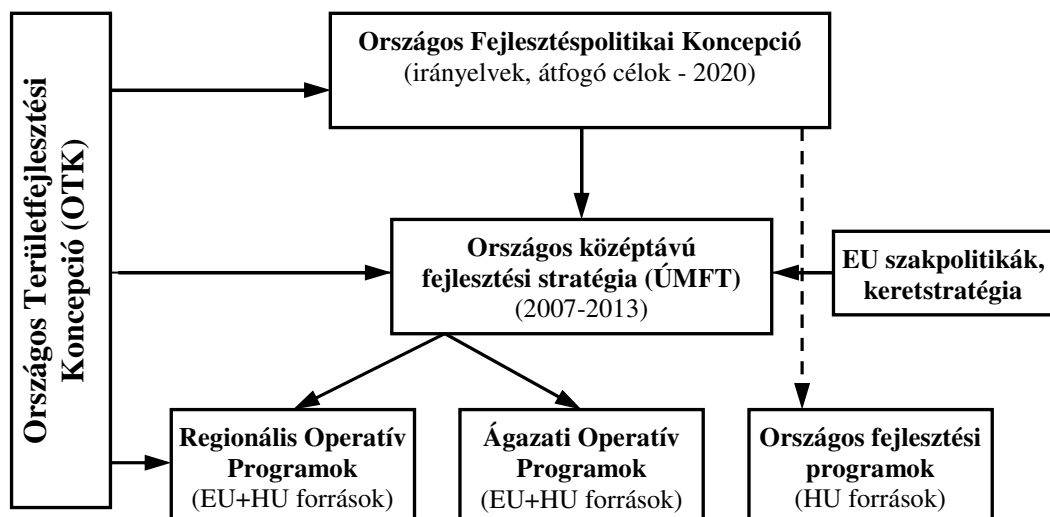 Országos Területfejlesztési
Koncepció (OTK)
Országos Fejlesztéspolitikai Koncepció
(irányelvek, átfogó célok - 2020)
Országos középtávú
fejlesztési stratégia (ÚMFT)
(2007-2013)
EU szakpolitikák,
keretstratégia
Regionális Operatív
Programok
(EU+HU források)
Ágazati Operatív
Programok
(EU+HU források)
Országos fejlesztési
programok
(HU források)